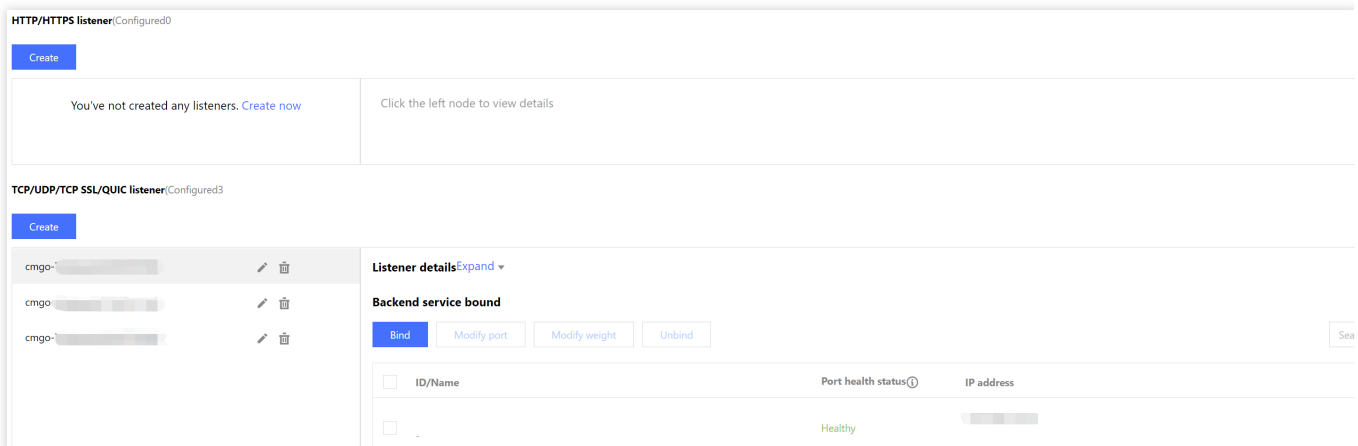 HTTP/HTTPS listener(Configured0
Create
You've not created any listeners. Create now
Click the left node to view details
TCP/UDP/TCP SSL/QUIC listener(Configured3
Create
cmgo-
cmgo-
cmgo-
Listener details Expand
Backend service bound
Bind Modify port Modify weight Unbind
ID/Name Port health status IP address
- Healthy